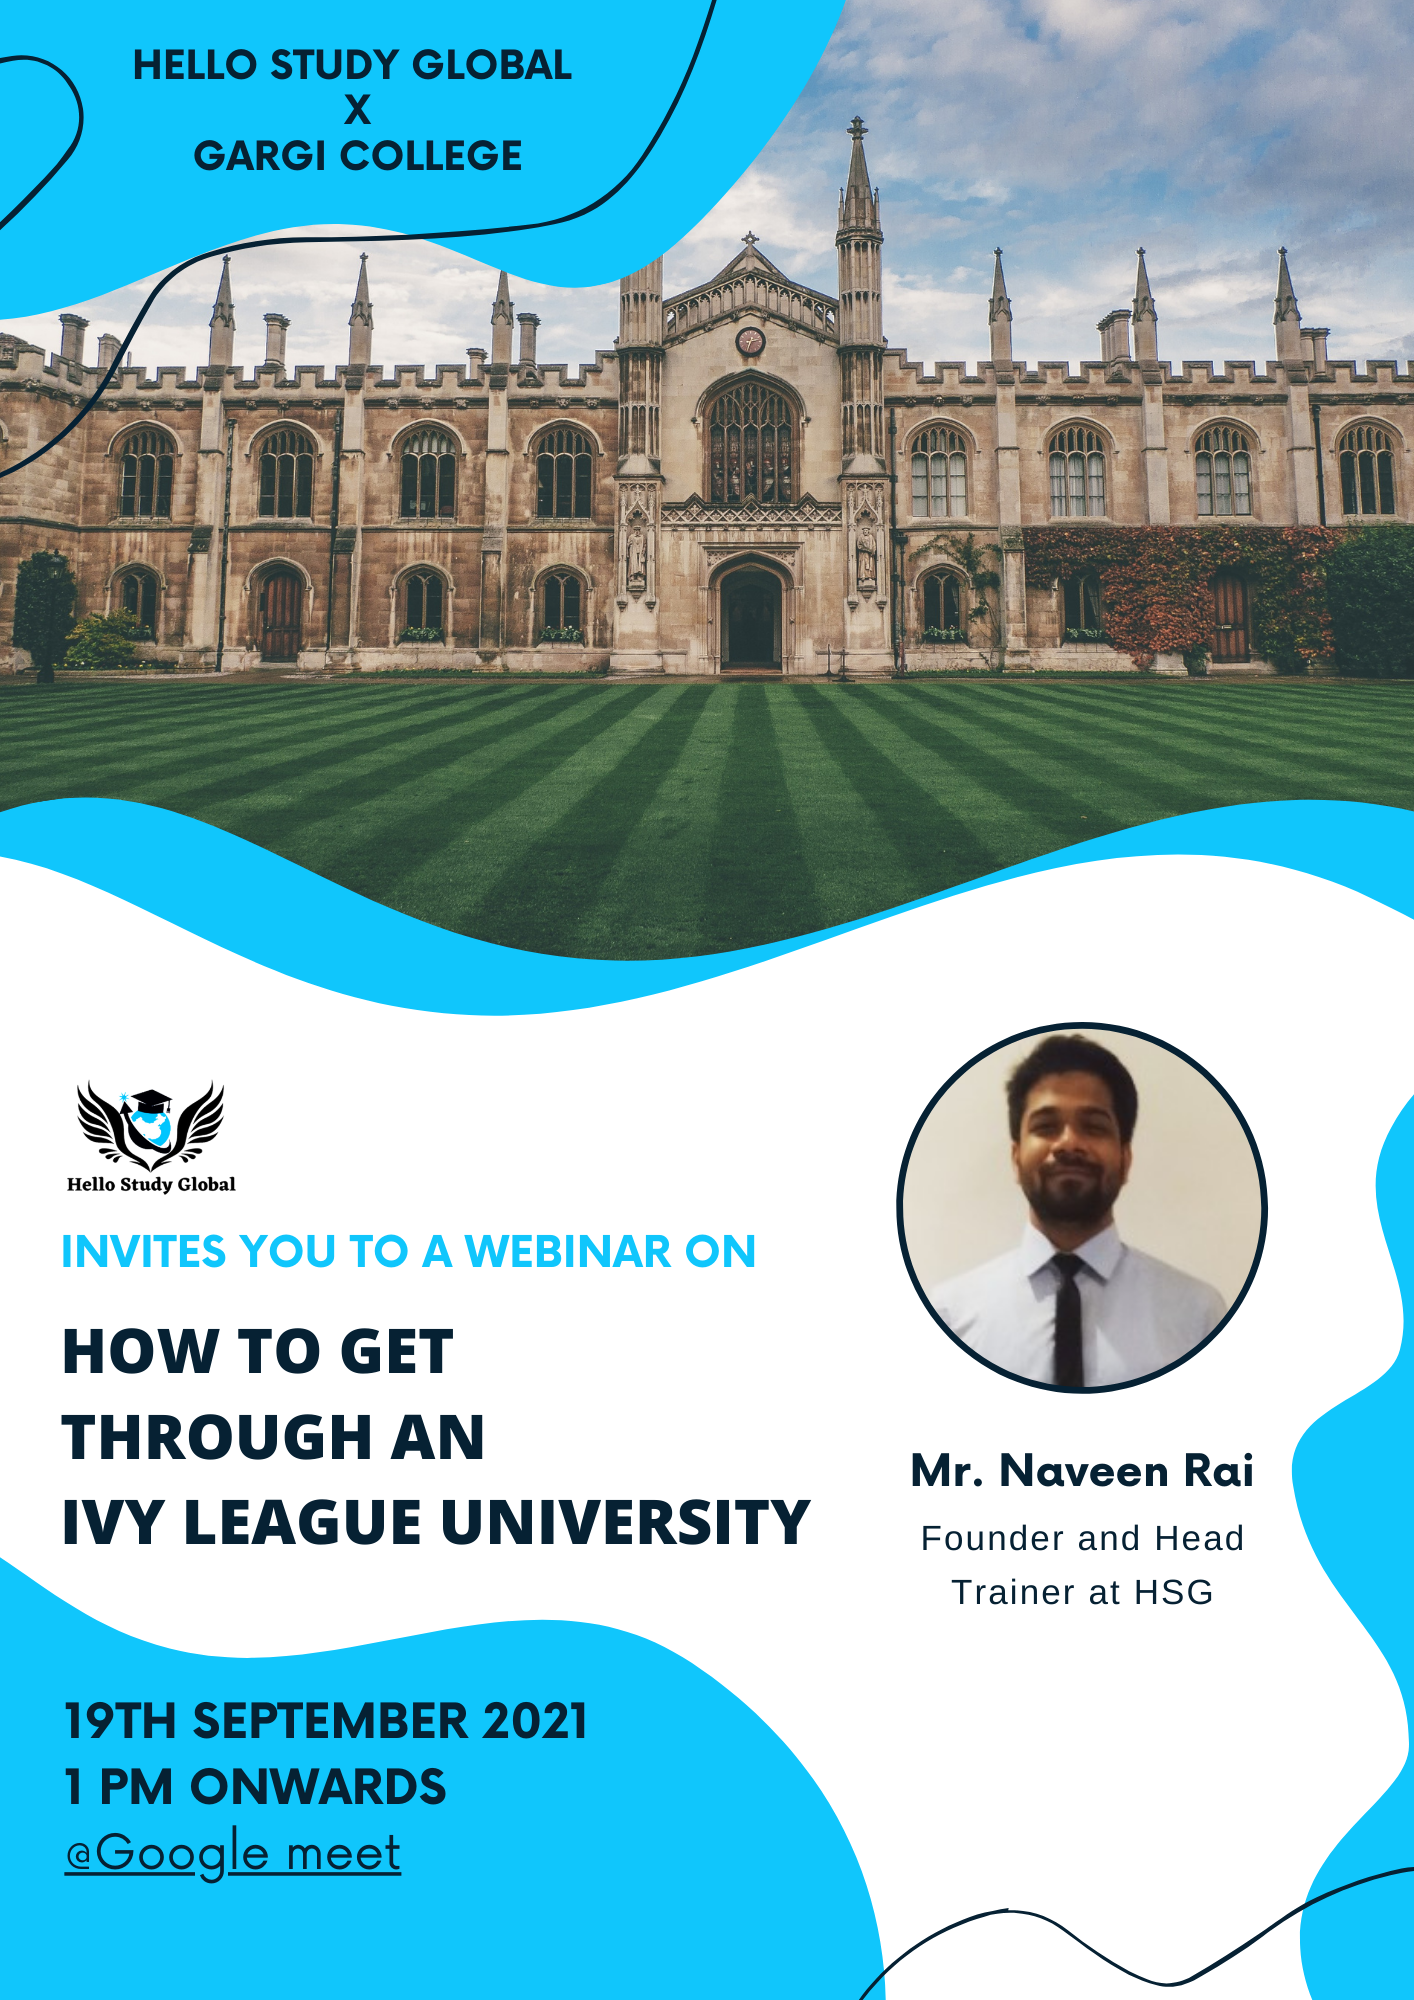 HELLO STUDY GLOBAL
X
GARGI COLLEGE
Hello Study Global
INVITES YOU TO A WEBINAR ON
HOW TO GET
THROUGH AN
IVY LEAGUE UNIVERSITY
Mr. Naveen Rai
Founder and Head
Trainer at HSG
19TH SEPTEMBER 2021
1 PM ONWARDS
@Google meet